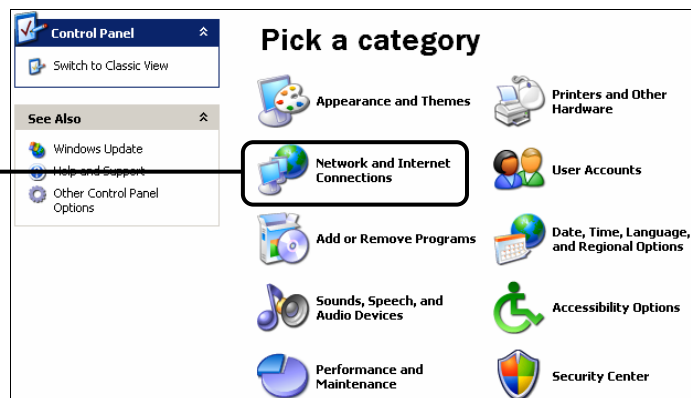 Control Panel
Switch to Classic View
See Also
Windows Update
Help and Support
Other Control Panel
Options
Pick a category
Appearance and Themes
Printers and Other
Hardware
Network and Internet
Connections
User Accounts
Add or Remove Programs
Date, Time, Language,
and Regional Options
Sounds, Speech, and
Audio Devices
Accessibility Options
Performance and
Maintenance
Security Center